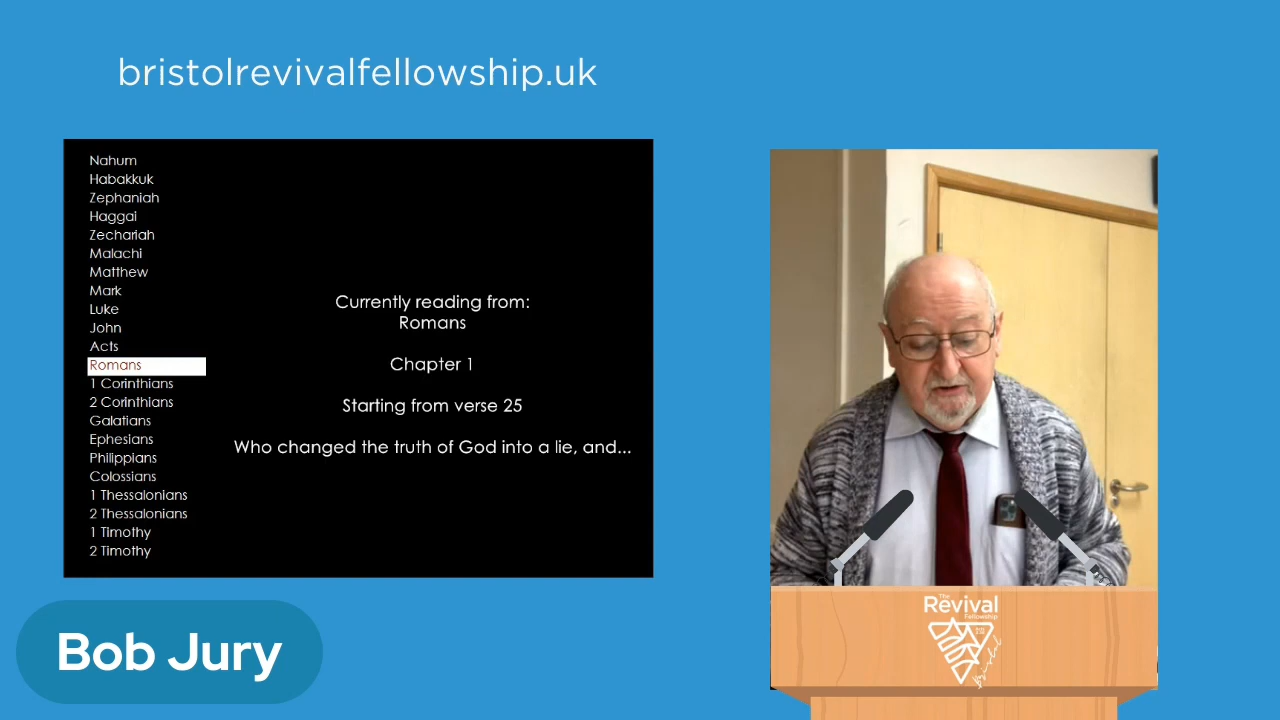 bristolrevivalfellowship.uk
Nahum
Habakkuk
Zephaniah
Haggai
Zechariah
Malachi
Matthew
Mark
Luke
John
Acts
Romans
1 Corinthians
2 Corinthians
Galatians
Ephesians
Philippians
Colossians
1 Thessalonians
2 Thessalonians
1 Timothy
2 Timothy
Currently reading from:
Romans
Chapter 1
Starting from verse 25
Who changed the truth of God into a lie, and...
Bob Jury
The
Revival
Fellowship
Bristol